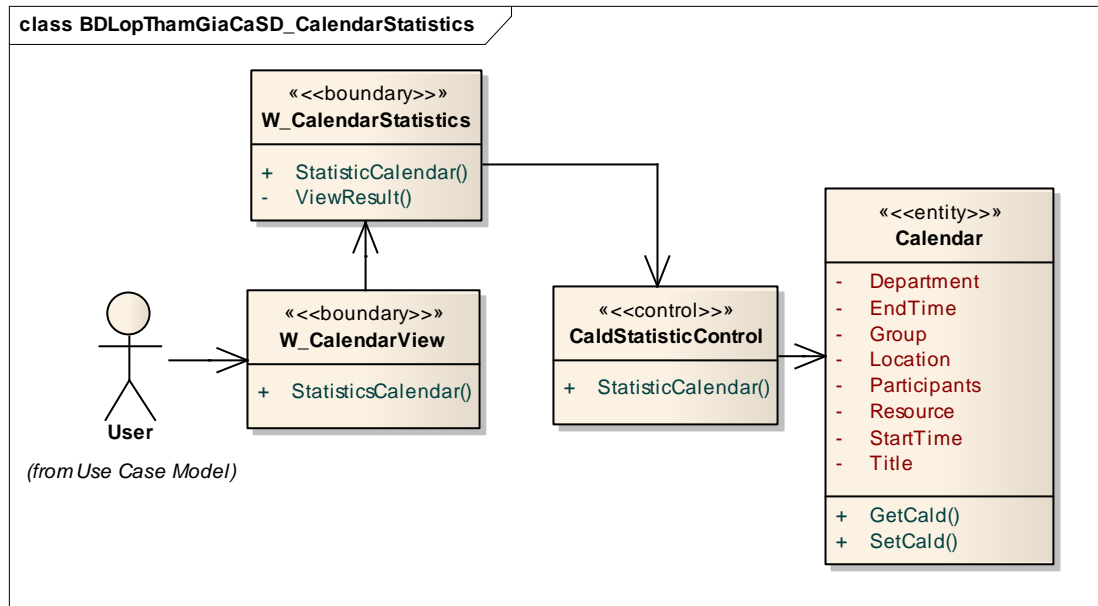 class BDLopThamGiaCaSD_CalendarStatistics
«<<boundary>>»
W_CalendarStatistics
+ StatisticCalendar()
- ViewResult()
«<<boundary>>»
W_CalendarView
+ StatisticsCalendar()
User
(from Use Case Model)
«<<control>>»
CaldStatisticControl
+ StatisticCalendar()
«<<entity>>»
Calendar
- Department
- EndTime
- Group
- Location
- Participants
- Resource
- StartTime
- Title
+ GetCald()
+ SetCald()